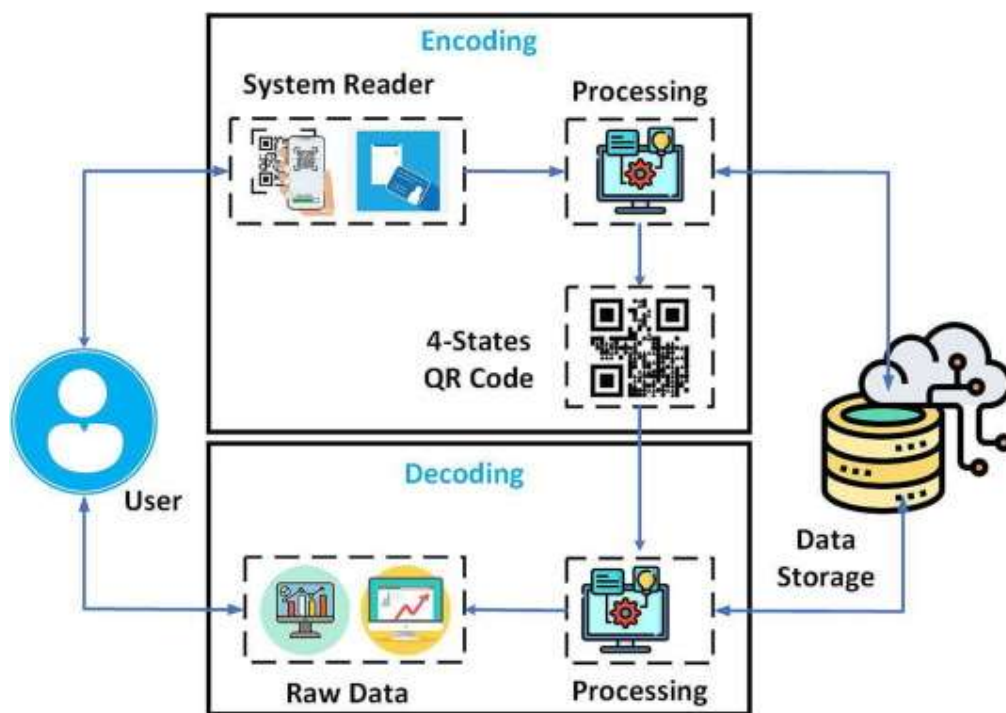 Encoding
System Reader
Processing
4-States
QR Code
User
Decoding
Data
Storage
Raw Data
Processing